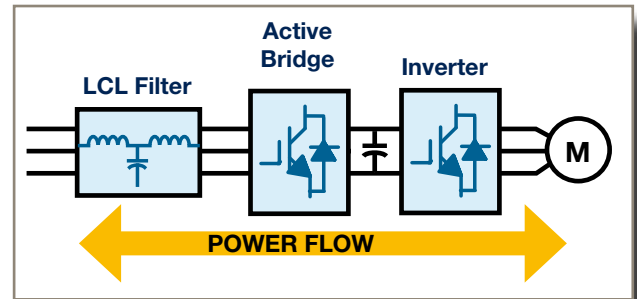 Active
Bridge
LCL Filter
Inverter
M
POWER FLOW